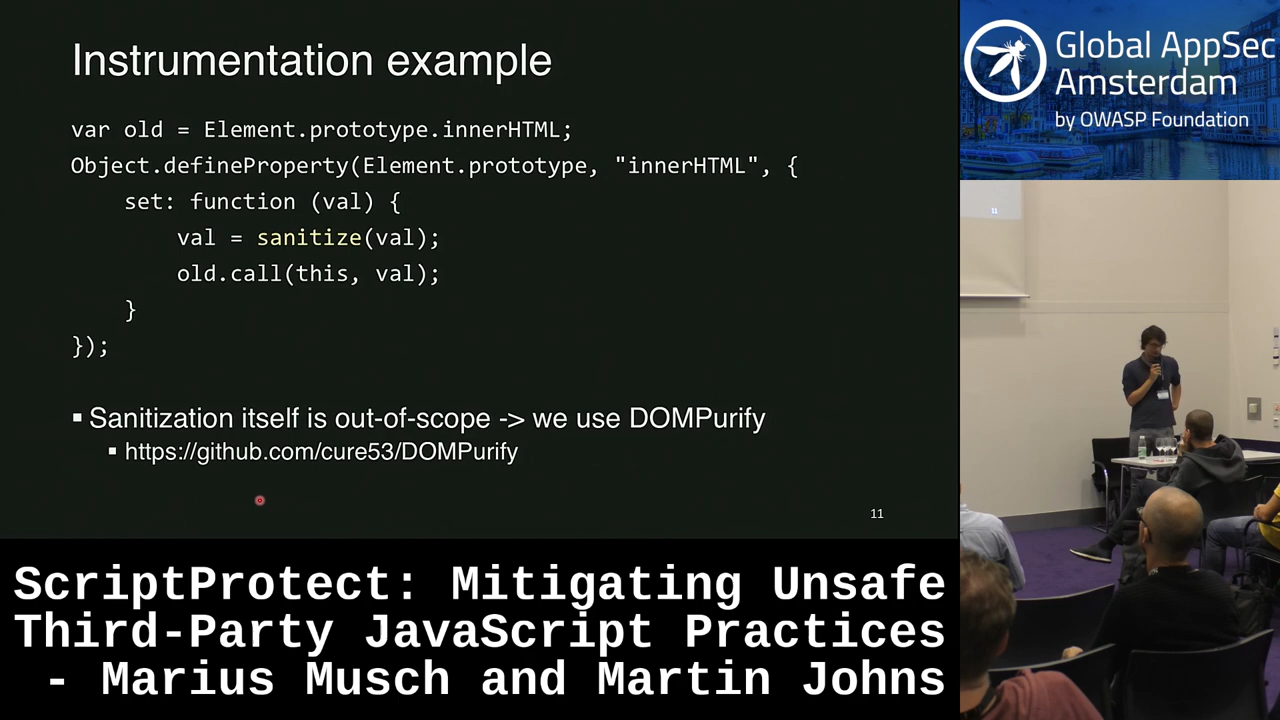 Instrumentation example
var old = Element.prototype.innerHTML;
Object.defineProperty(Element.prototype, "innerHTML", {
    set: function (val) {
        val = sanitize(val);
        old.call(this, val);
    }
});
▪ Sanitization itself is out-of-scope -> we use DOMPurify
▪ https://github.com/cure53/DOMPurify
11
Global AppSec
Amsterdam
by OWASP Foundation
11
ScriptProtect: Mitigating Unsafe
Third-Party JavaScript Practices
- Marius Musch and Martin Johns